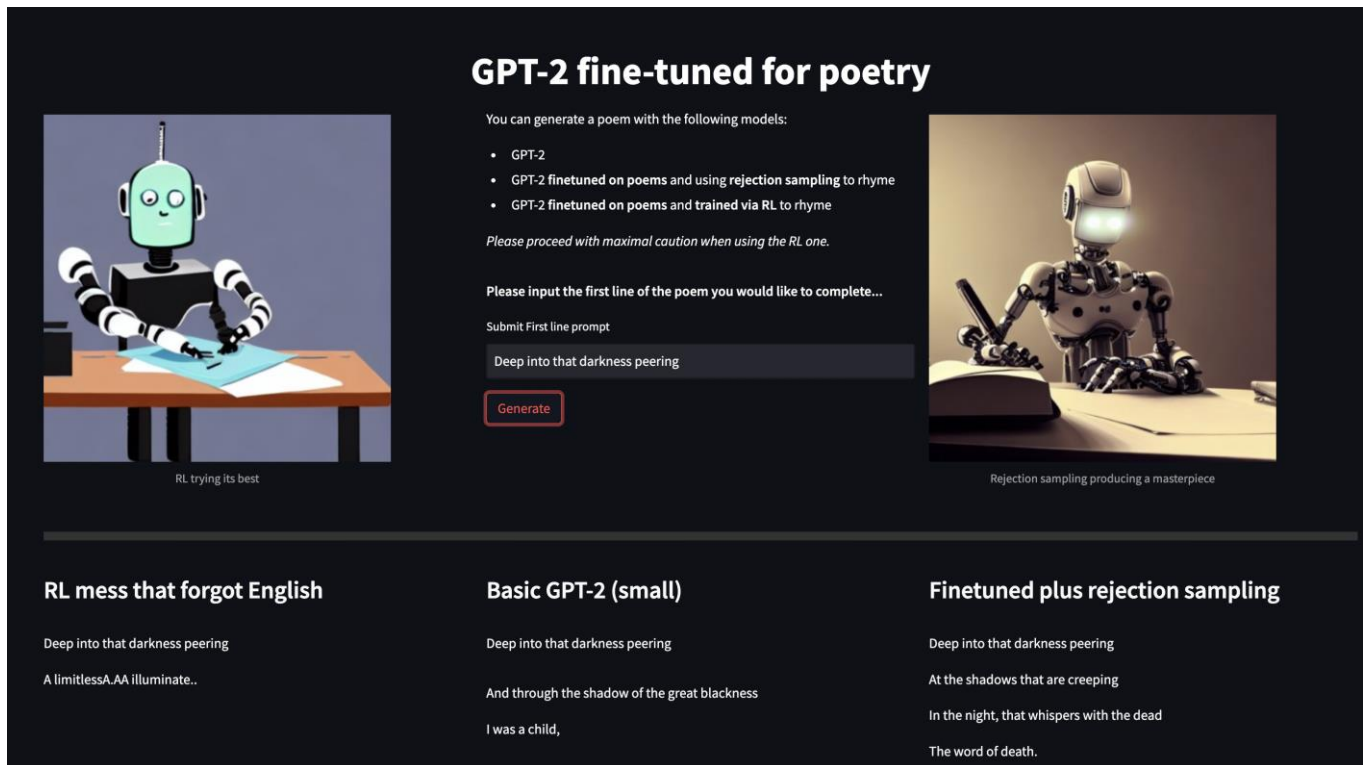 GPT-2 fine-tuned for poetry
You can generate a poem with the following models:
• GPT-2
• GPT-2 finetuned on poems and using rejection sampling to rhyme
• GPT-2 finetuned on poems and trained via RL to rhyme
Please proceed with maximal caution when using the RL one.
Please input the first line of the poem you would like to complete...
Submit First line prompt
Deep into that darkness peering
Generate
RL trying its best
Rejection sampling producing a masterpiece
RL mess that forgot English
Deep into that darkness peering
A limitlessA.AA illuminate..
Basic GPT-2 (small)
Deep into that darkness peering
And through the shadow of the great blackness
I was a child,
Finetuned plus rejection sampling
Deep into that darkness peering
At the shadows that are creeping
In the night, that whispers with the dead
The word of death.